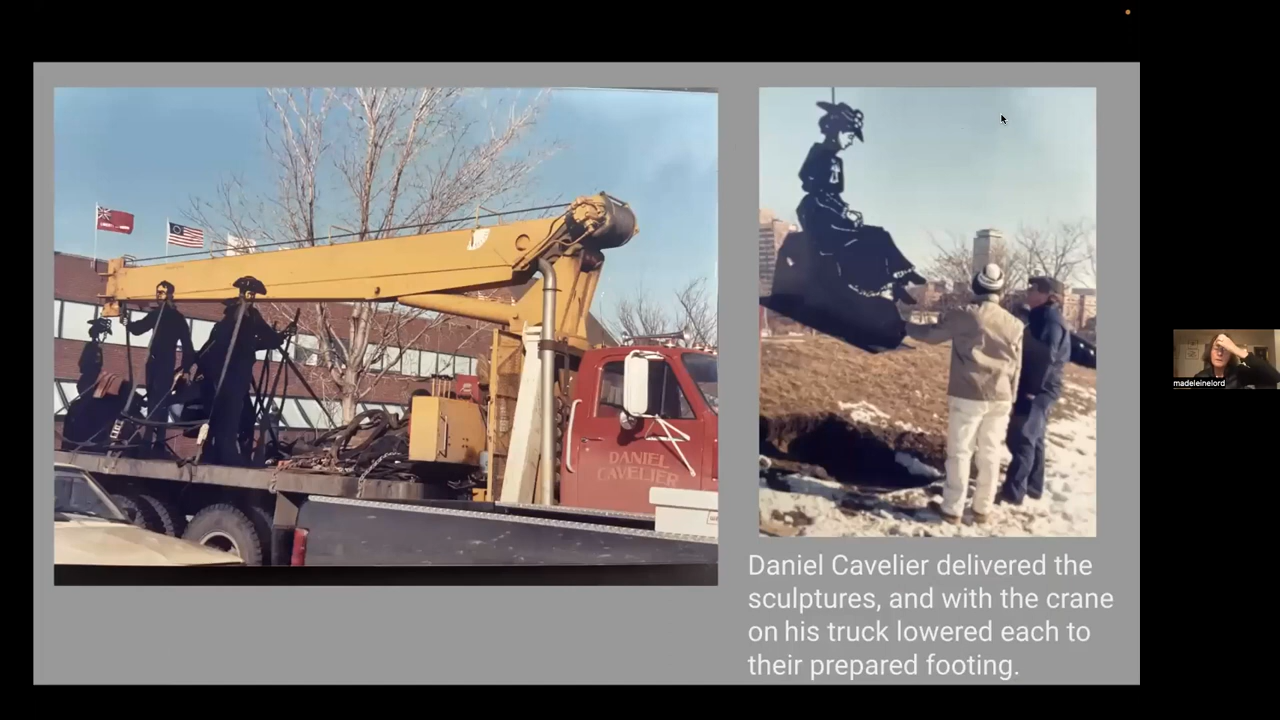 DANIEL
CAVELIER
Daniel Cavelier delivered the
sculptures, and with the crane
on his truck lowered each to
their prepared footing.
madeleinelord